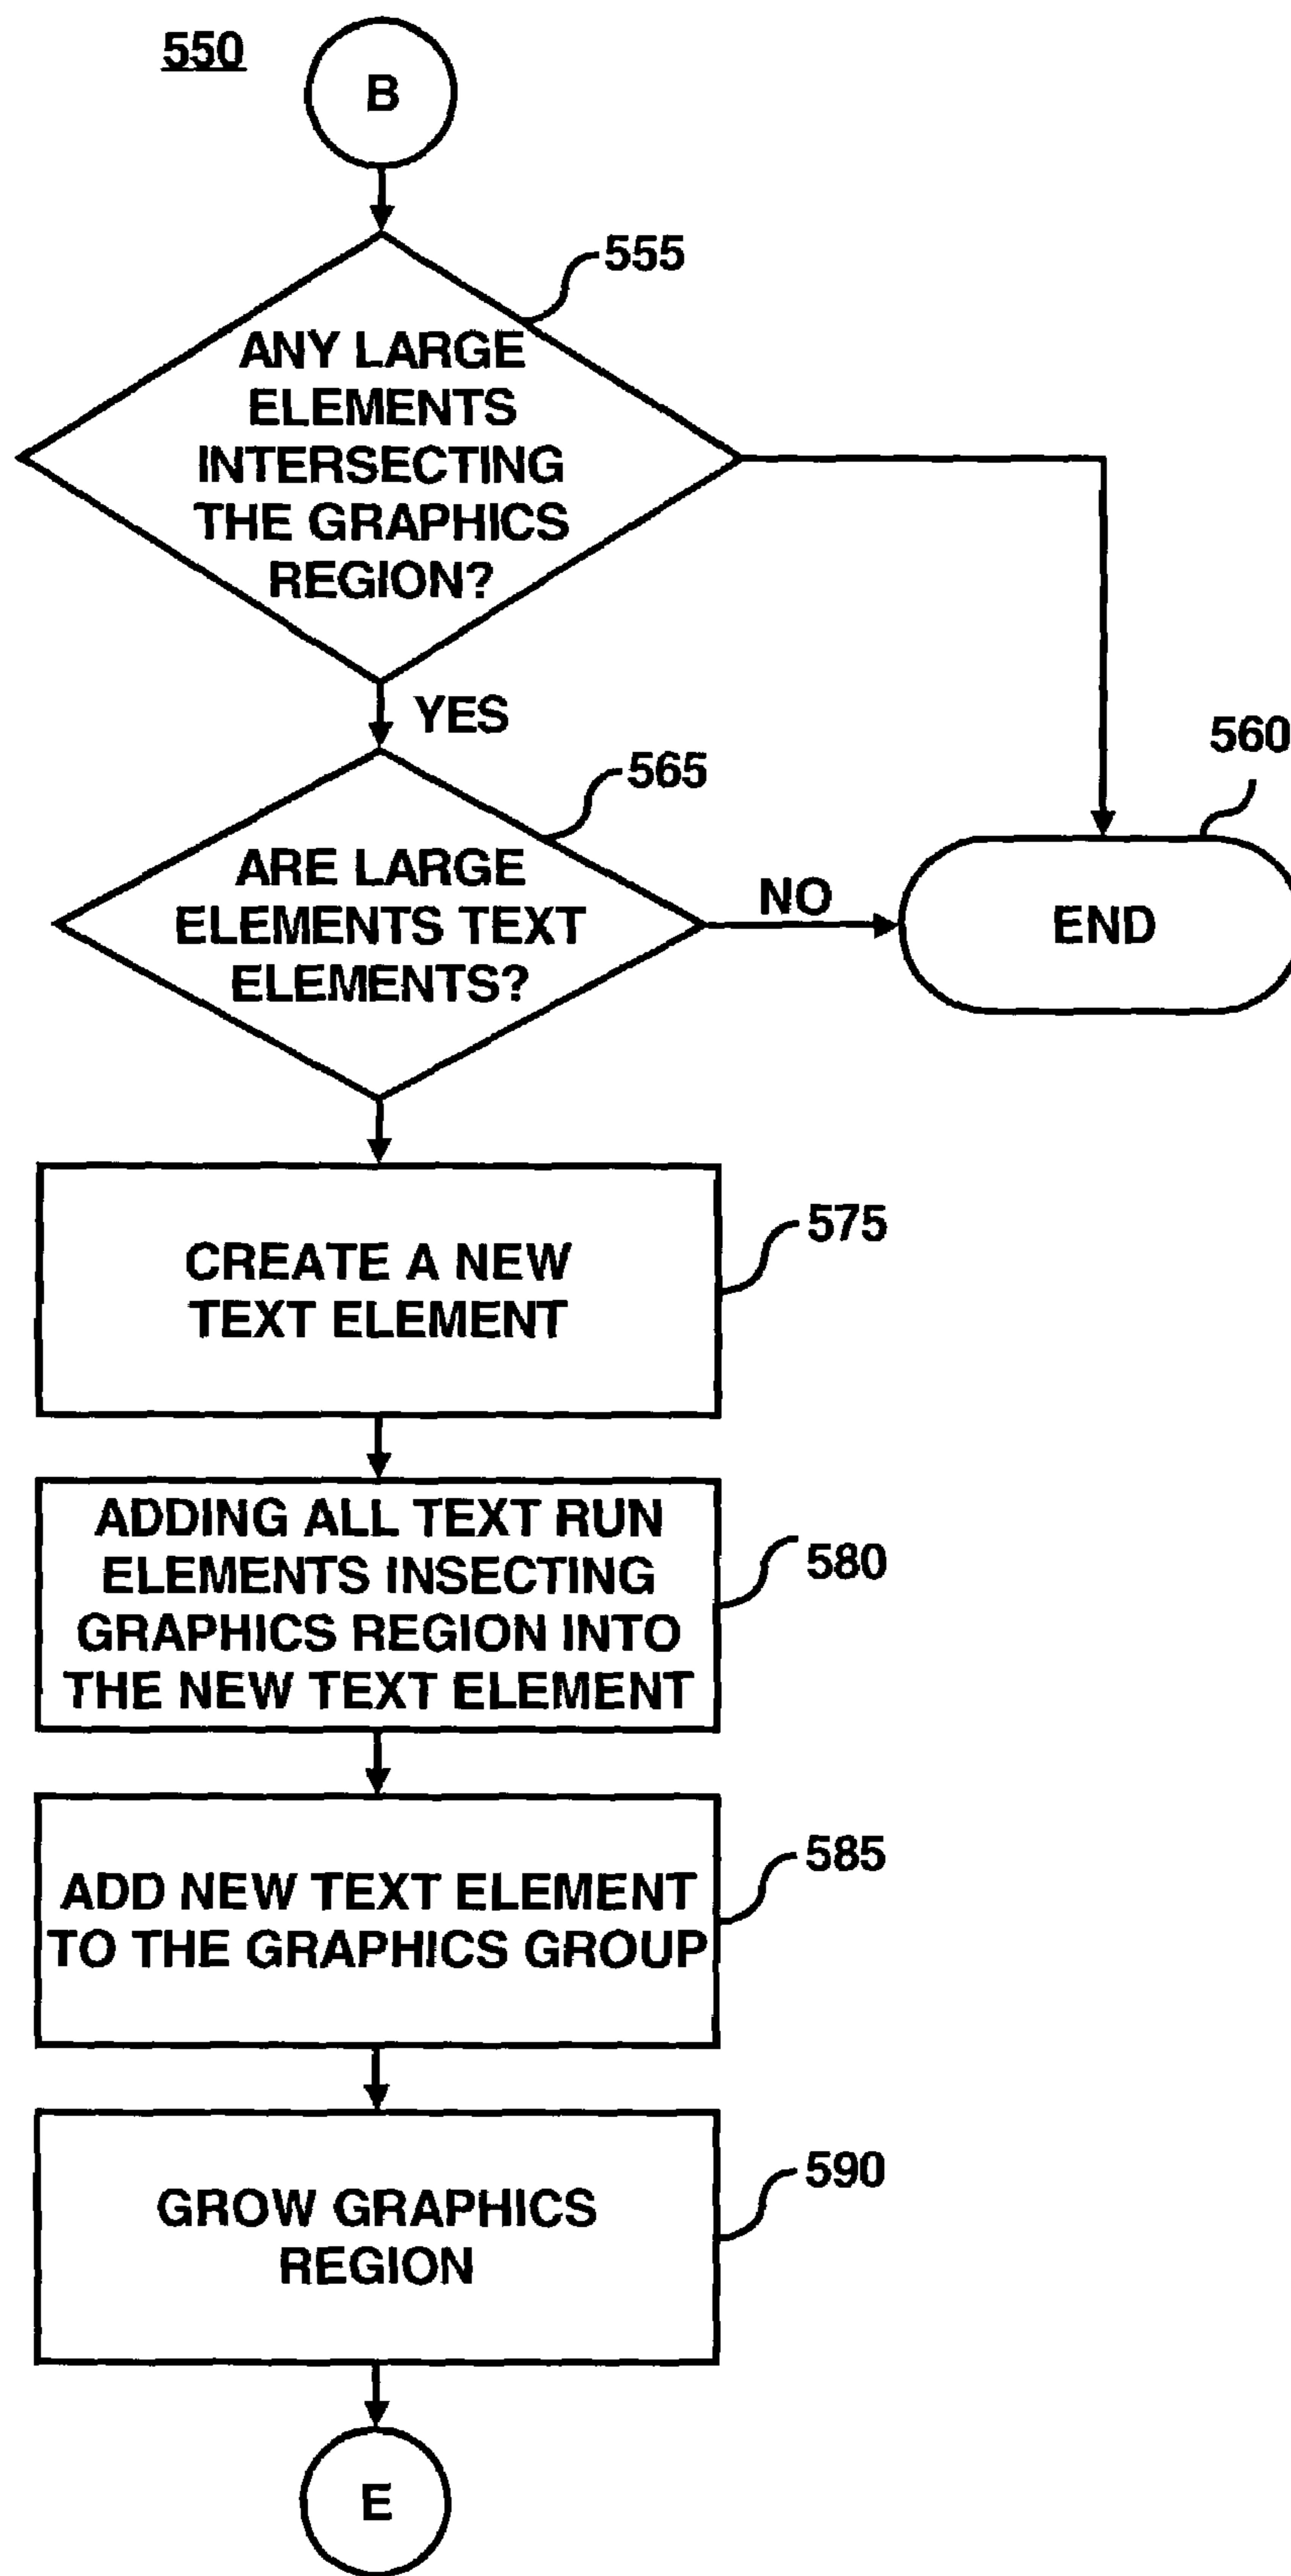 550
B
555
ANY LARGE
ELEMENTS
INTERSECTING
THE GRAPHICS
REGION?
YES
560
565
ARE LARGE
ELEMENTS TEXT
ELEMENTS?
NO
END
CREATE A NEW
TEXT ELEMENT
575
ADDING ALL TEXT RUN
ELEMENTS INSECTING
GRAPHICS REGION INTO
THE NEW TEXT ELEMENT
580
ADD NEW TEXT ELEMENT
TO THE GRAPHICS GROUP
585
GROW GRAPHICS
REGION
590
E